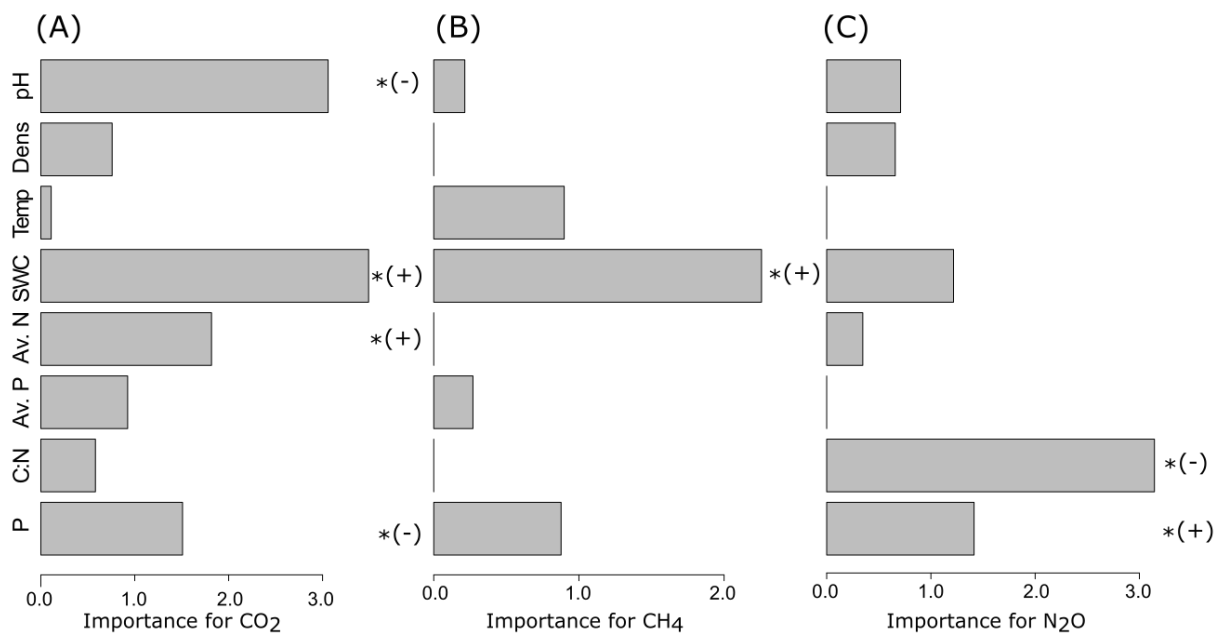 (A) (B) (C)
pH *(-)
Dens
Temp
SWC *(+) *(+)
Av. N *(+)
Av. P
C:N *(-)
P *(-) *(+)
0.0 1.0 2.0 3.0 0.0 1.0 2.0 0.0 1.0 2.0 3.0
Importance for CO2 Importance for CH4 Importance for N2O